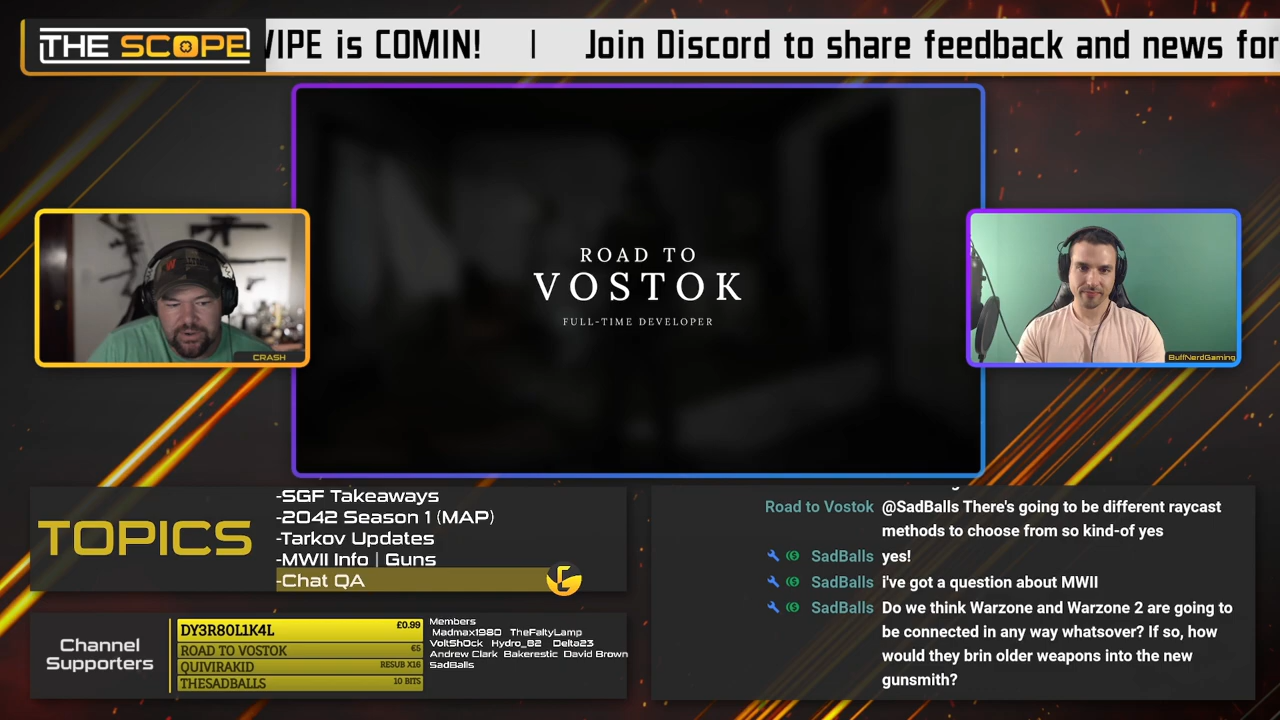 THE SCOPE!
WIPE is COMIN! | Join Discord to share feedback and news for
ROAD TO
VOSTOK
FULL-TIME DEVELOPER
CRASH
BuffNerdGaming
TOPICS
-SGF Takeaways
-2042 Season 1 (MAP)
-Tarkov Updates
-MWII Info | Guns
-Chat QA
Channel
Supporters
DY3R80L1K4L £0.99
ROAD TO VOSTOK €5
QUIVIRAKID RESUB X16
THESADBALLS 10 BITS
Members
Madmax1980 TheFaltyLamp
VoltSh0ck Hydro_82 Delta23
Andrew Clark Bakerestic David Brown
SadBalls
Road to Vostok @SadBalls There's going to be different raycast
methods to choose from so kind-of yes
SadBalls yes!
SadBalls i've got a question about MWII
SadBalls Do we think Warzone and Warzone 2 are going to
be connected in any way whatsover? If so, how
would they brin older weapons into the new
gunsmith?